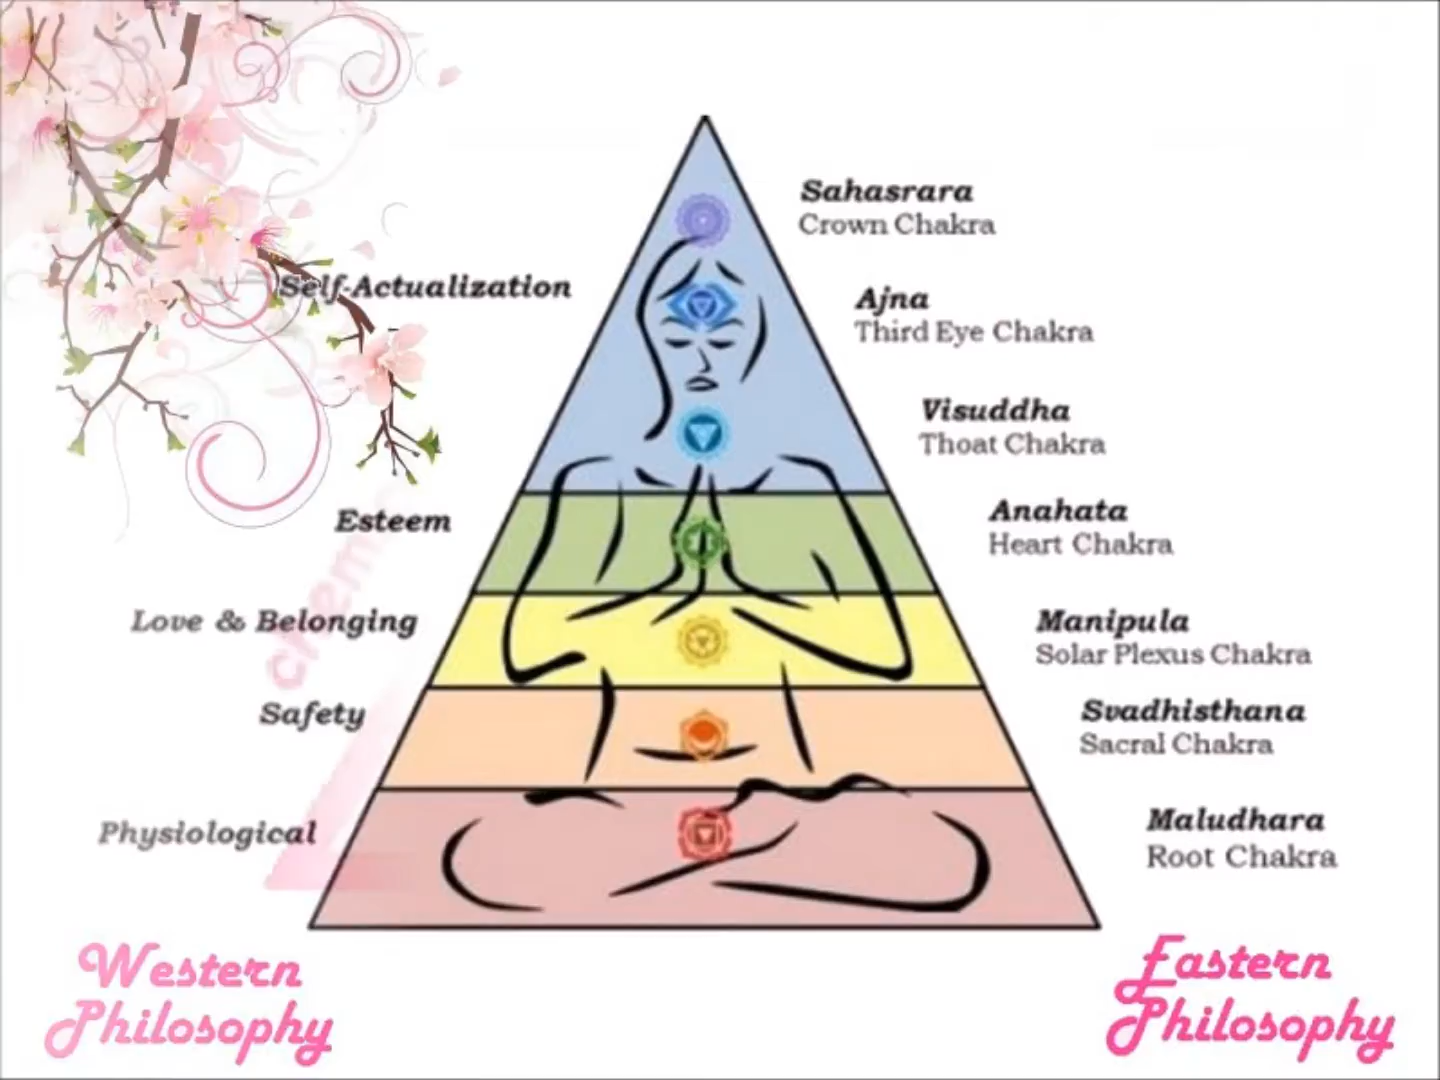 Sahasrara
Crown Chakra
Self-Actualization
Ajna
Third Eye Chakra
Visuddha
Thoat Chakra
Esteem
Anahata
Heart Chakra
Love & Belonging
Manipula
Solar Plexus Chakra
Safety
Svadhisthana
Sacral Chakra
Physiological
Maludhara
Root Chakra
Western
Philosophy
Eastern
Philosophy